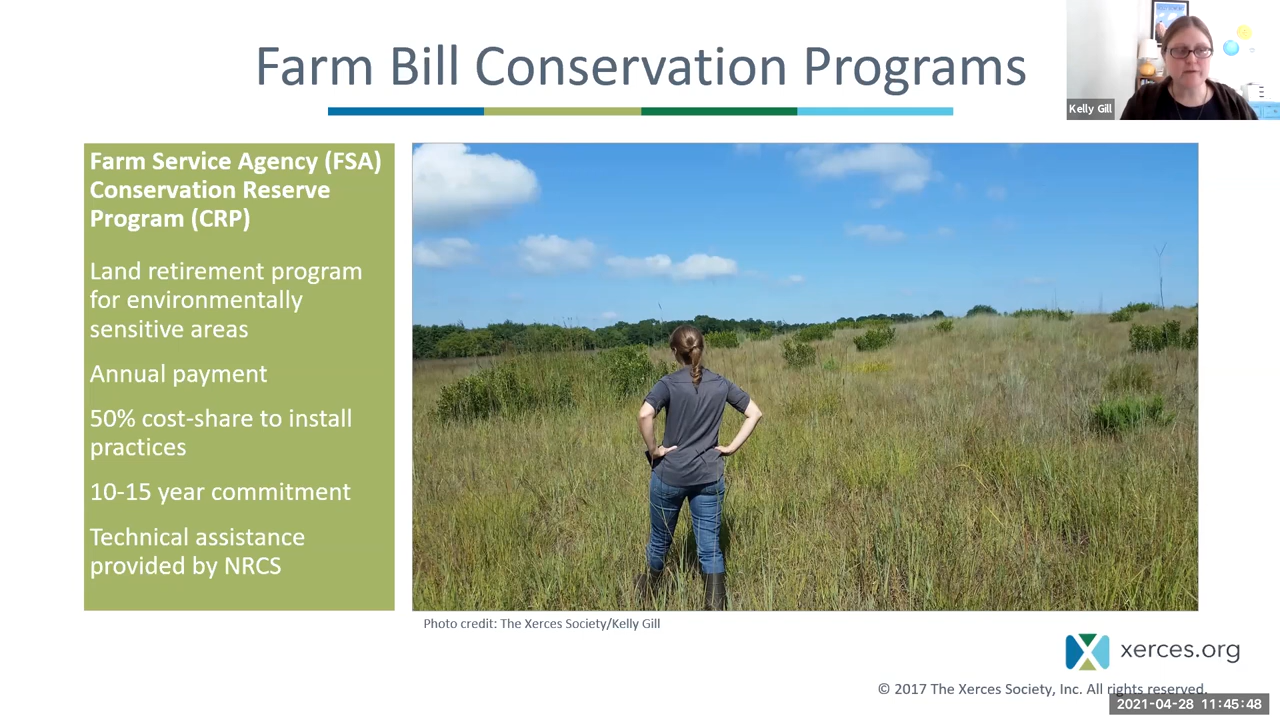 Farm Bill Conservation Programs
Kelly Gill
Farm Service Agency (FSA)
Conservation Reserve
Program (CRP)
Land retirement program
for environmentally
sensitive areas
Annual payment
50% cost-share to install
practices
10-15 year commitment
Technical assistance
provided by NRCS
Photo credit: The Xerces Society/Kelly Gill
xerces.org
© 2017 The Xerces Society, Inc. All rights reserved.
2021-04-28 11:45:48